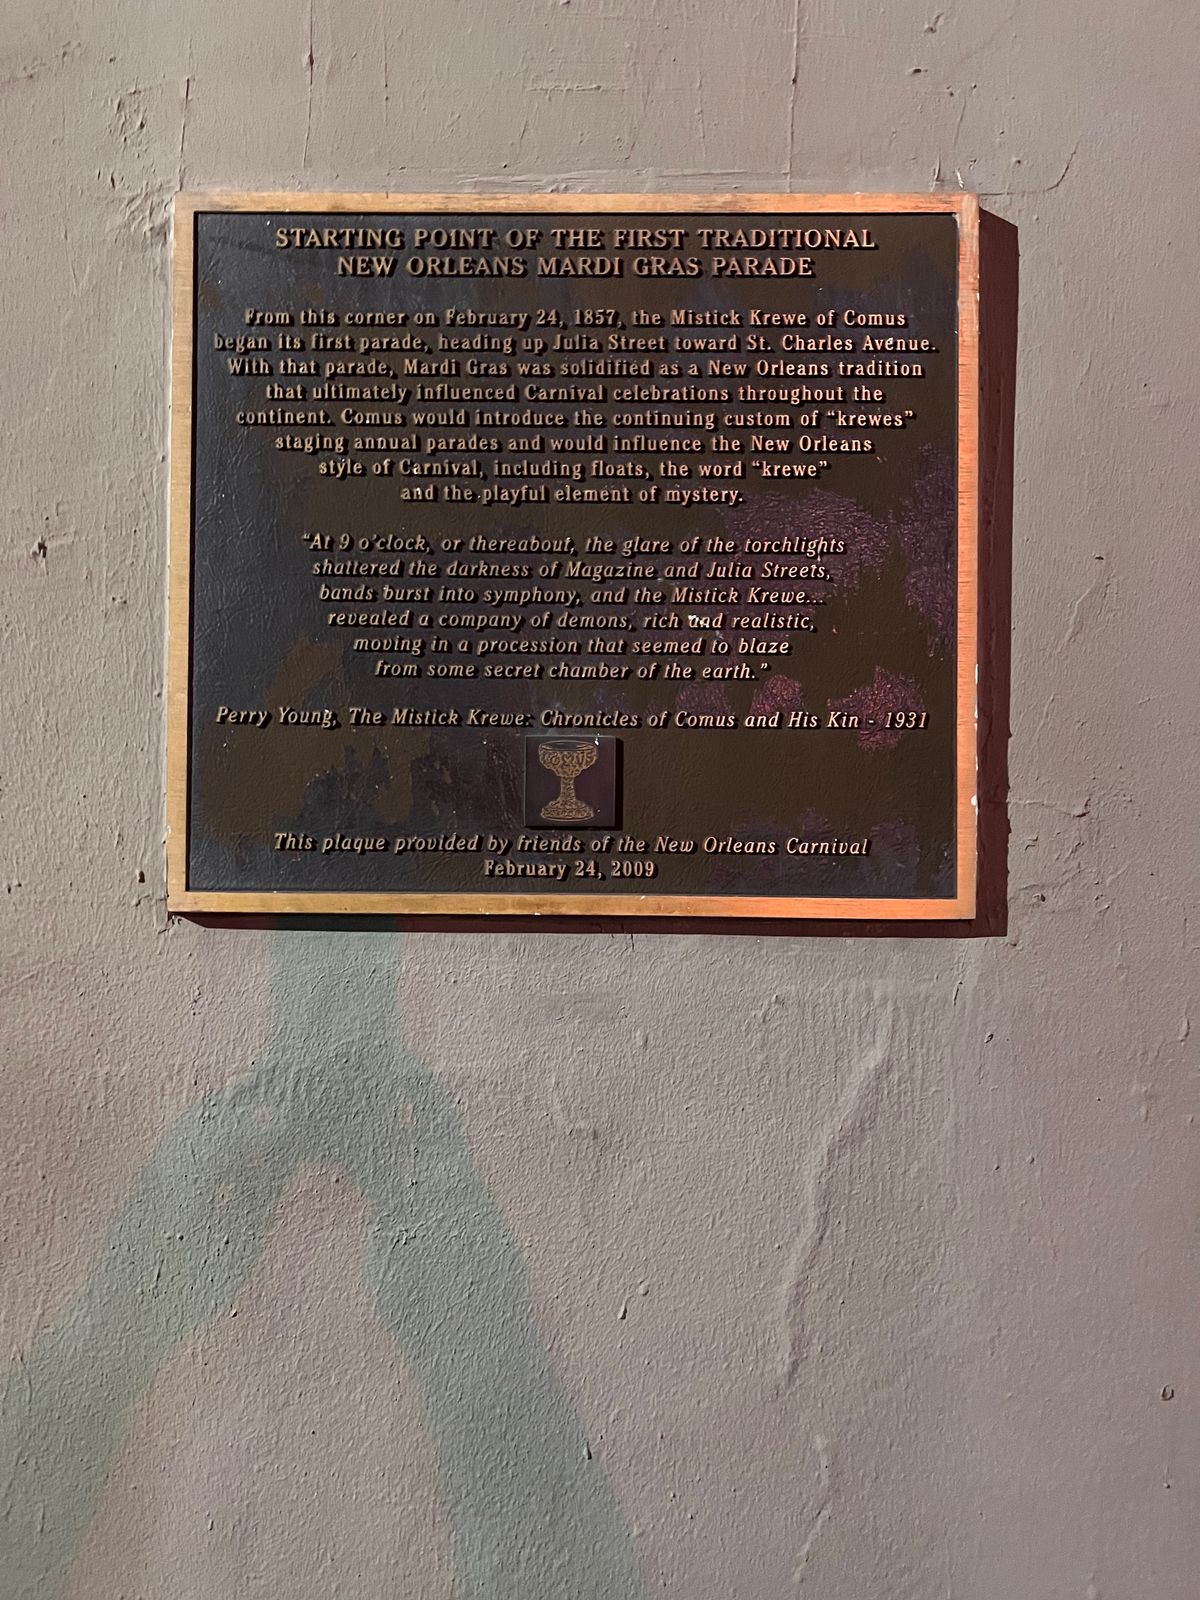 STARTING POINT OF THE FIRST TRADITIONAL
NEW ORLEANS MARDI GRAS PARADE
From this corner on February 24, 1857, the Mistick Krewe of Comus
began its first parade, heading up Julia Street toward St. Charles Avenue.
With that parade, Mardi Gras was solidified as a New Orleans tradition
that ultimately influenced Carnival celebrations throughout the
continent. Comus would introduce the continuing custom of “krewes”
staging annual parades and would influence the New Orleans
style of Carnival, including floats, the word “krewe”
and the playful element of mystery.
“At 9 o’clock, or thereabout, the glare of the torchlights
shattered the darkness of Magazine and Julia Streets,
bands burst into symphony, and the Mistick Krewe...
revealed a company of demons, rich and realistic,
moving in a procession that seemed to blaze
from some secret chamber of the earth.”
Perry Young, The Mistick Krewe: Chronicles of Comus and His Kin - 1931
COMUS
This plaque provided by friends of the New Orleans Carnival
February 24, 2009